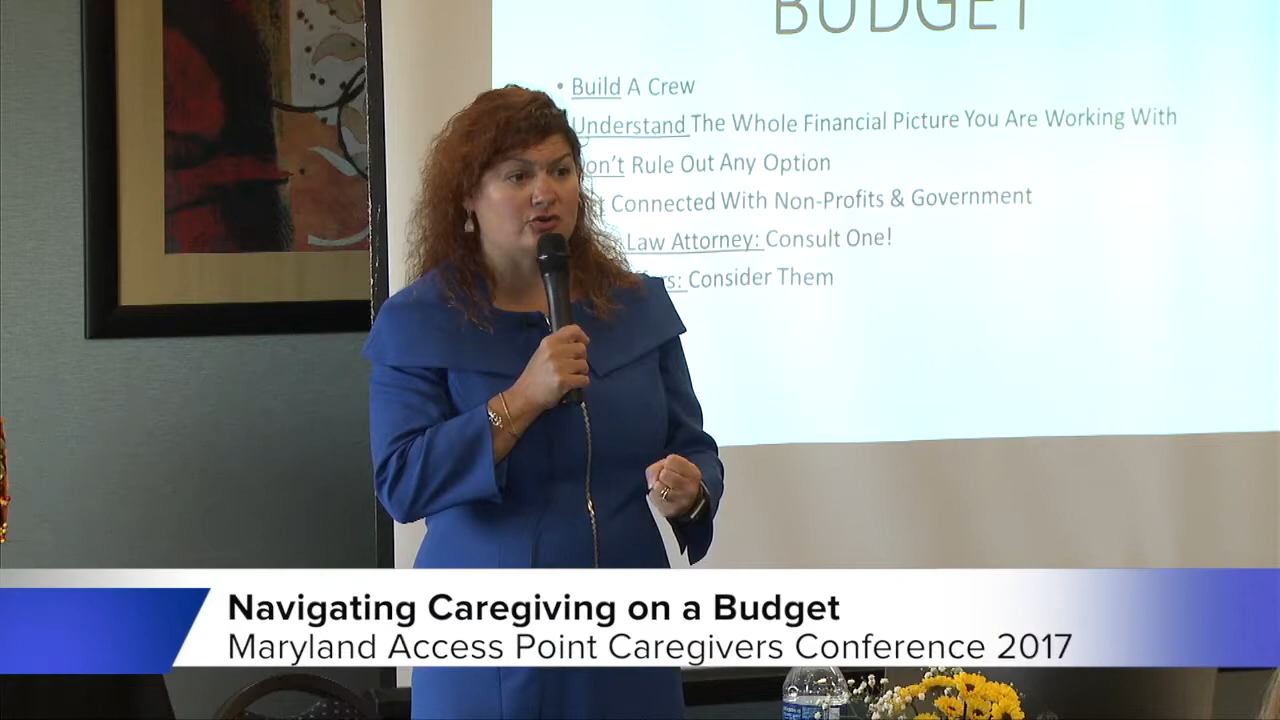 BUDGET
• Build A Crew
Understand The Whole Financial Picture You Are Working With
Rule Out Any Option
Connected With Non-Profits & Government
Law Attorney: Consult One!
Consider Them
Navigating Caregiving on a Budget
Maryland Access Point Caregivers Conference 2017